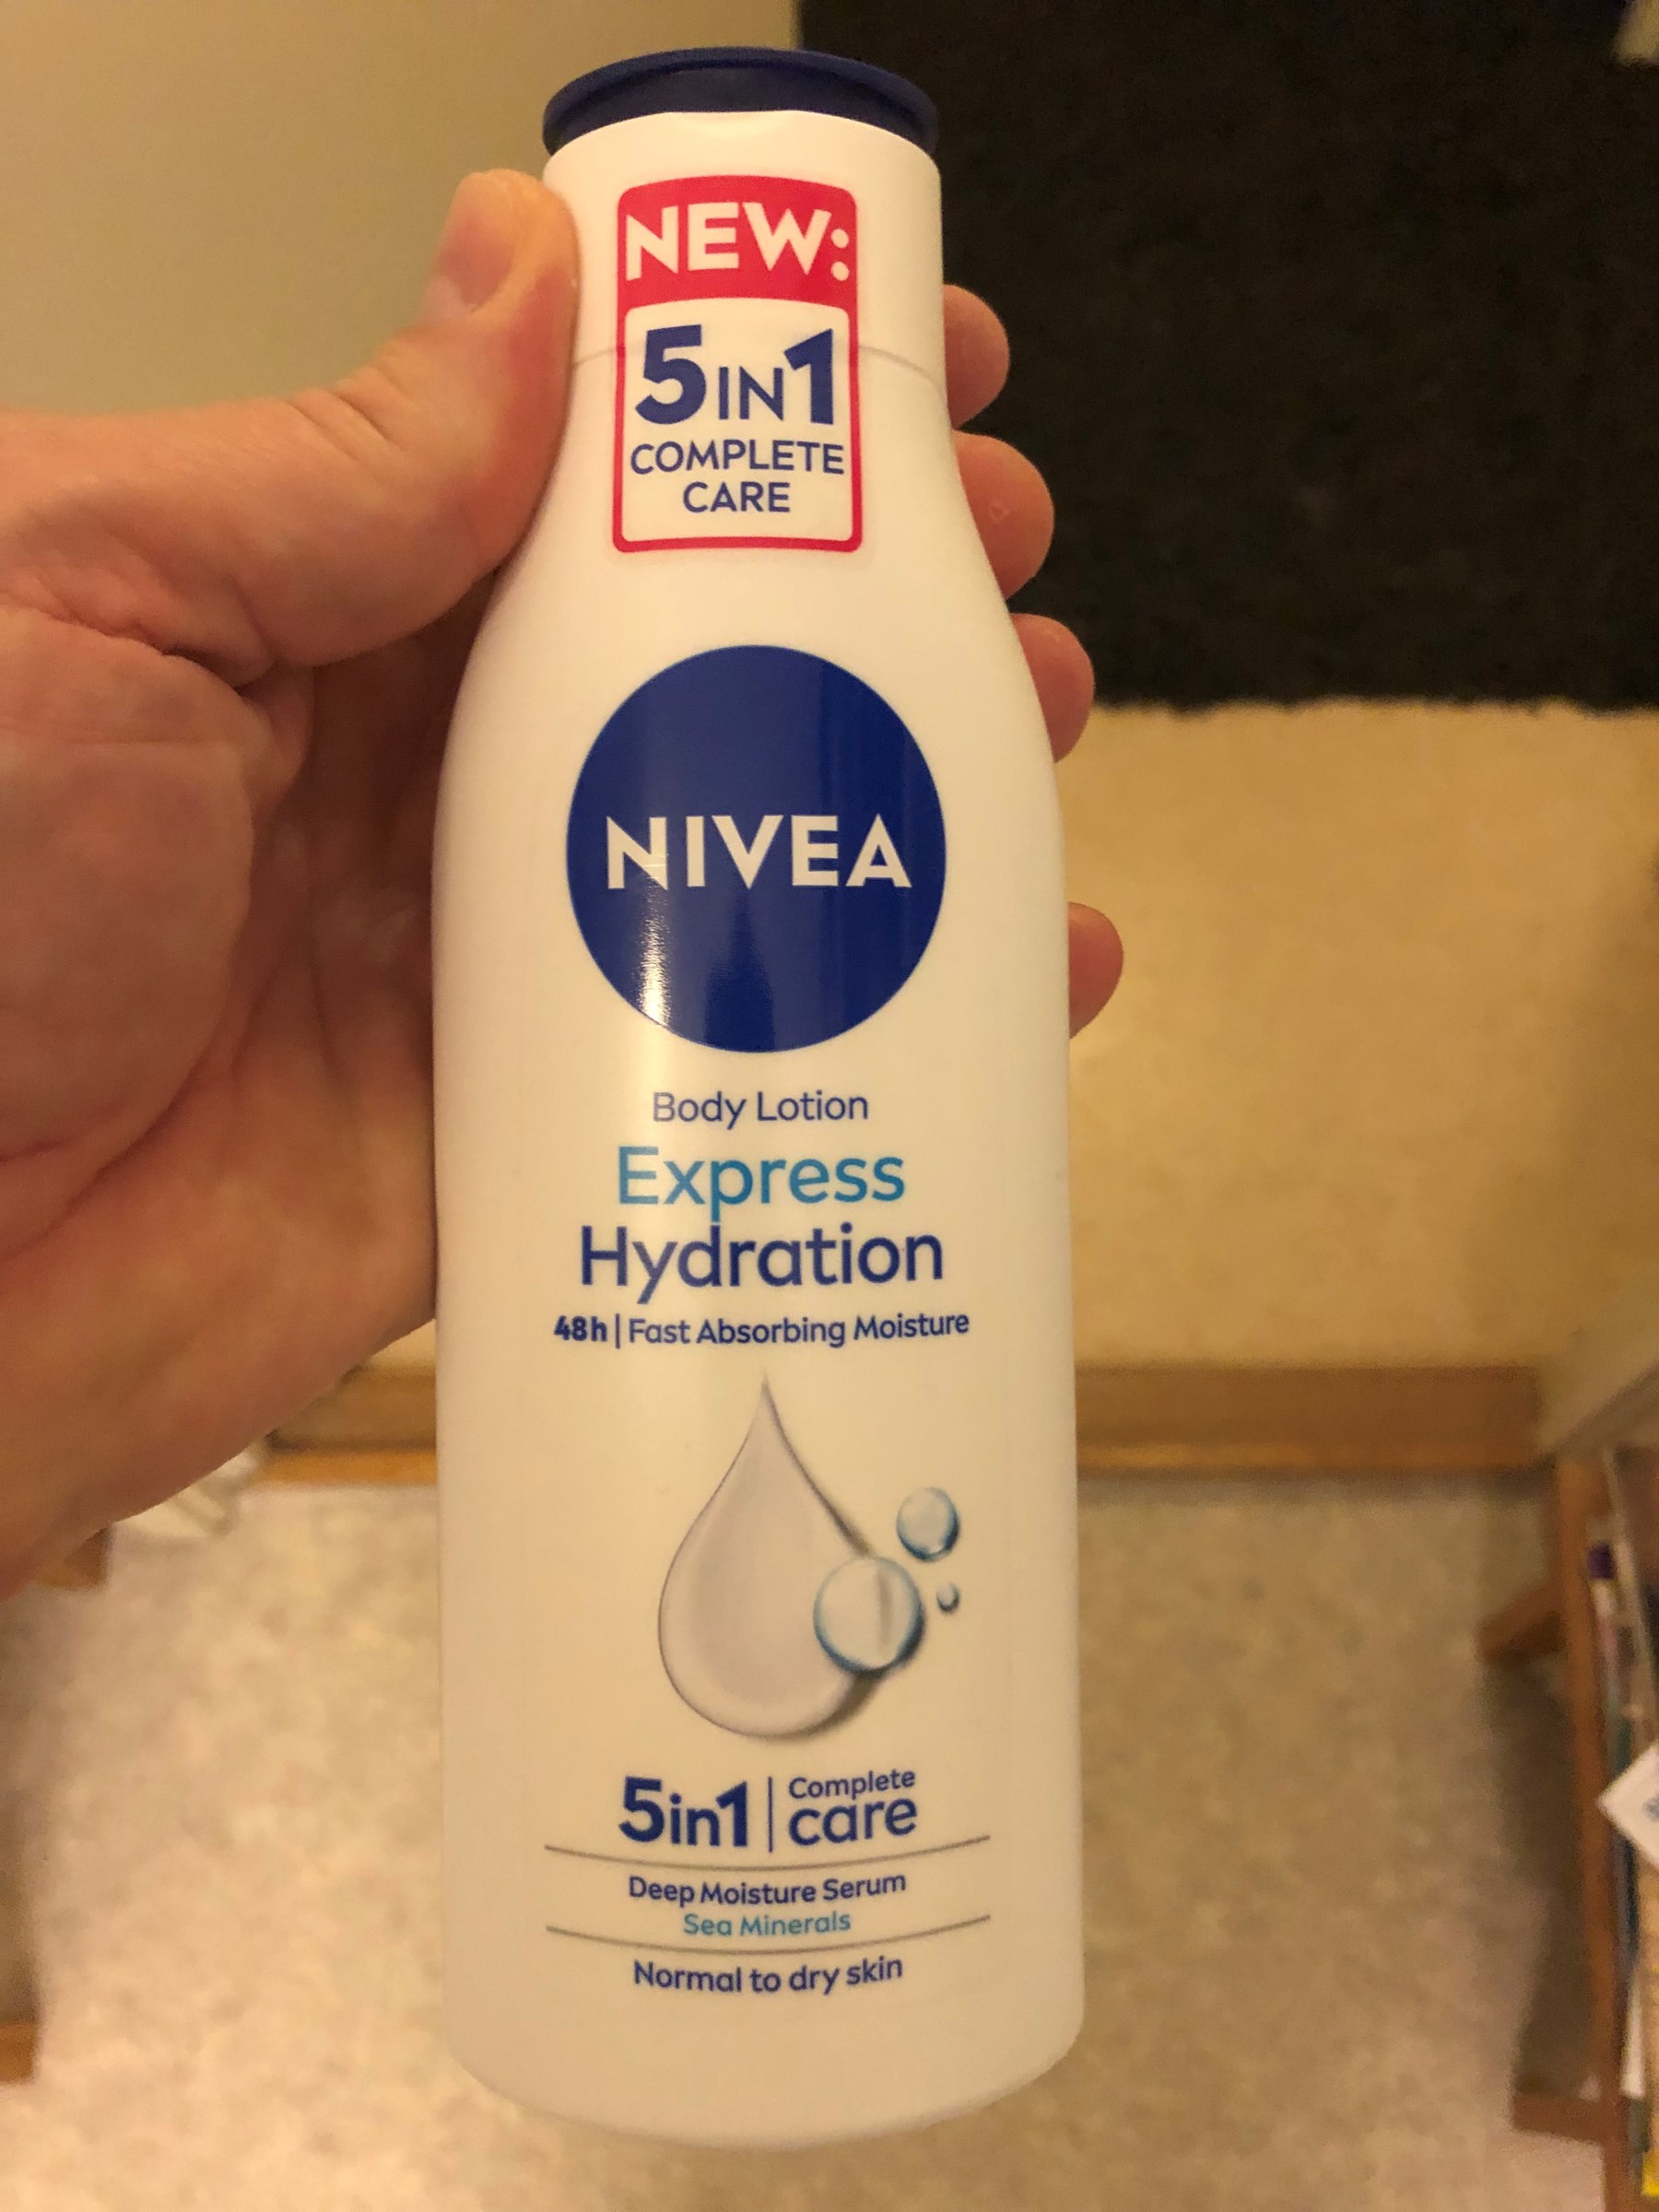 NEW:
5IN1
COMPLETE
CARE
NIVEA
Body Lotion
Express
Hydration
48h | Fast Absorbing Moisture
5in1 | Complete
care
Deep Moisture Serum
Sea Minerals
Normal to dry skin